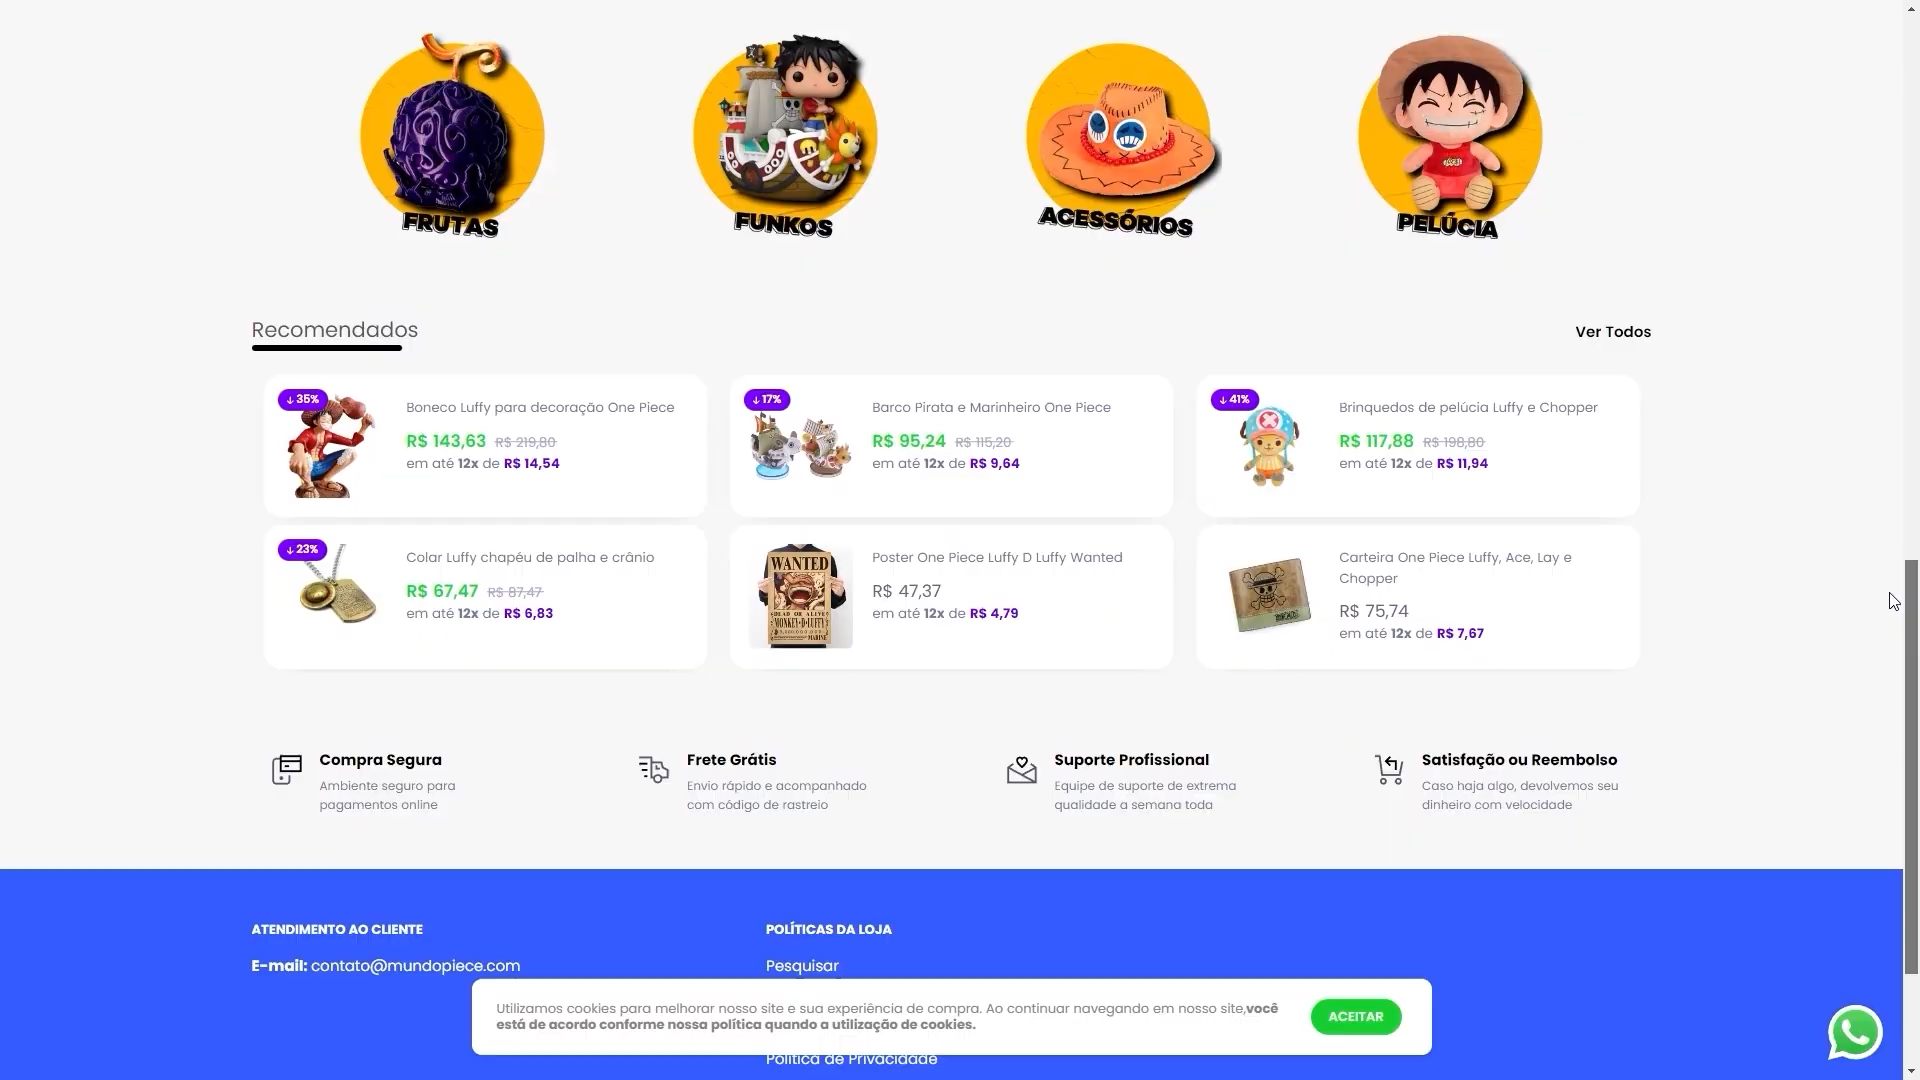 FRUTAS
FUNKOS
ACESSÓRIOS
PELÚCIA
Recomendados
Ver Todos
↓ 35%
Boneco Luffy para decoração One Piece
R$ 143,63 R$ 219,80
em até 12x de R$ 14,54
↓ 17%
Barco Pirata e Marinheiro One Piece
R$ 95,24 R$ 115,20
em até 12x de R$ 9,64
↓ 41%
Brinquedos de pelúcia Luffy e Chopper
R$ 117,88 R$ 198,80
em até 12x de R$ 11,94
↓ 23%
Colar Luffy chapéu de palha e crânio
R$ 67,47 R$ 87,47
em até 12x de R$ 6,83
WANTED
DEAD OR ALIVE
MONKEY·D·LUFFY
MARINE
Poster One Piece Luffy D Luffy Wanted
R$ 47,37
em até 12x de R$ 4,79
Carteira One Piece Luffy, Ace, Lay e
Chopper
R$ 75,74
em até 12x de R$ 7,67
Compra Segura
Ambiente seguro para
pagamentos online
Frete Grátis
Envio rápido e acompanhado
com código de rastreio
Suporte Profissional
Equipe de suporte de extrema
qualidade a semana toda
Satisfação ou Reembolso
Caso haja algo, devolvemos seu
dinheiro com velocidade
ATENDIMENTO AO CLIENTE
E-mail: contato@mundopiece.com
POLÍTICAS DA LOJA
Pesquisar
Utilizamos cookies para melhorar nosso site e sua experiência de compra. Ao continuar navegando em nosso site,você
está de acordo conforme nossa política quando a utilização de cookies.
ACEITAR
Política de Privacidade